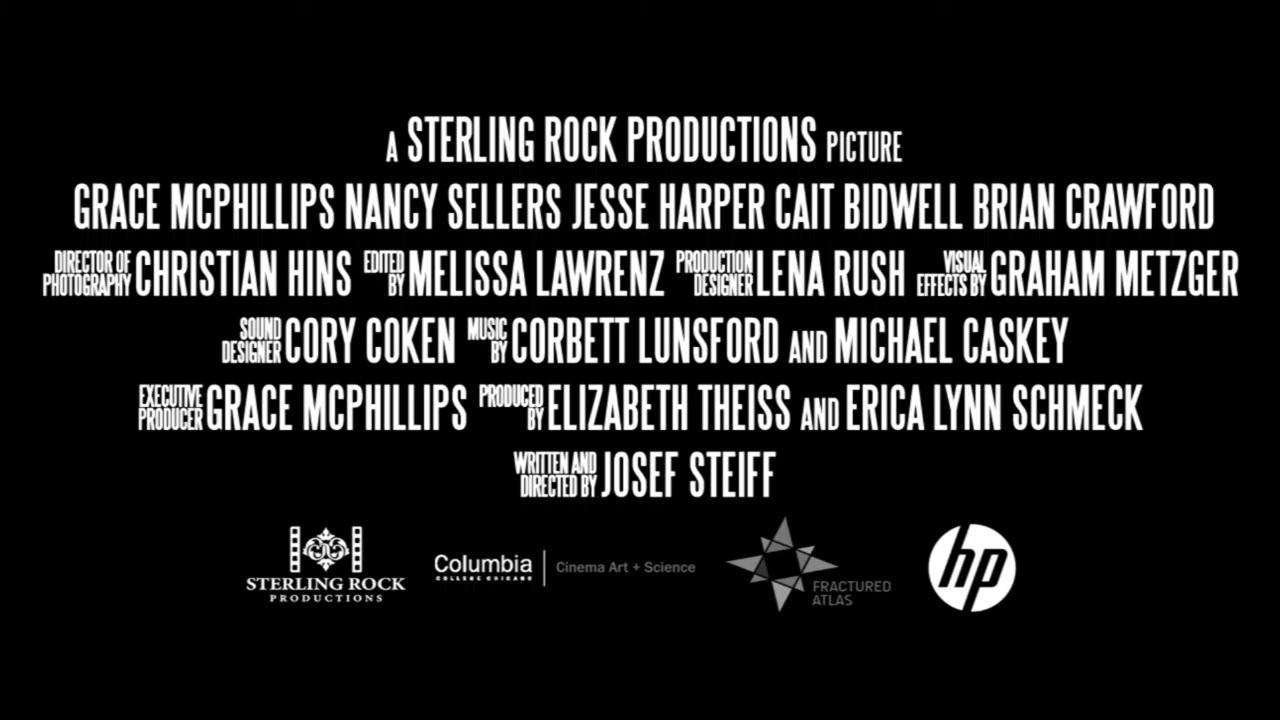 A STERLING ROCK PRODUCTIONS PICTURE
GRACE MCPHILLIPS NANCY SELLERS JESSE HARPER CAIT BIDWELL BRIAN CRAWFORD
DIRECTOR OF PHOTOGRAPHY CHRISTIAN HINS EDITED BY MELISSA LAWRENZ PRODUCTION DESIGNER LENA RUSH VISUAL EFFECTS BY GRAHAM METZGER
SOUND DESIGNER CORY COKEN MUSIC BY CORBETT LUNSFORD AND MICHAEL CASKEY
EXECUTIVE PRODUCER GRACE MCPHILLIPS PRODUCED BY ELIZABETH THEISS AND ERICA LYNN SCHMECK
WRITTEN AND DIRECTED BY JOSEF STEIFF
STERLING ROCK
PRODUCTIONS
Columbia
COLLEGE CHICAGO
Cinema Art + Science
FRACTURED
ATLAS
hp